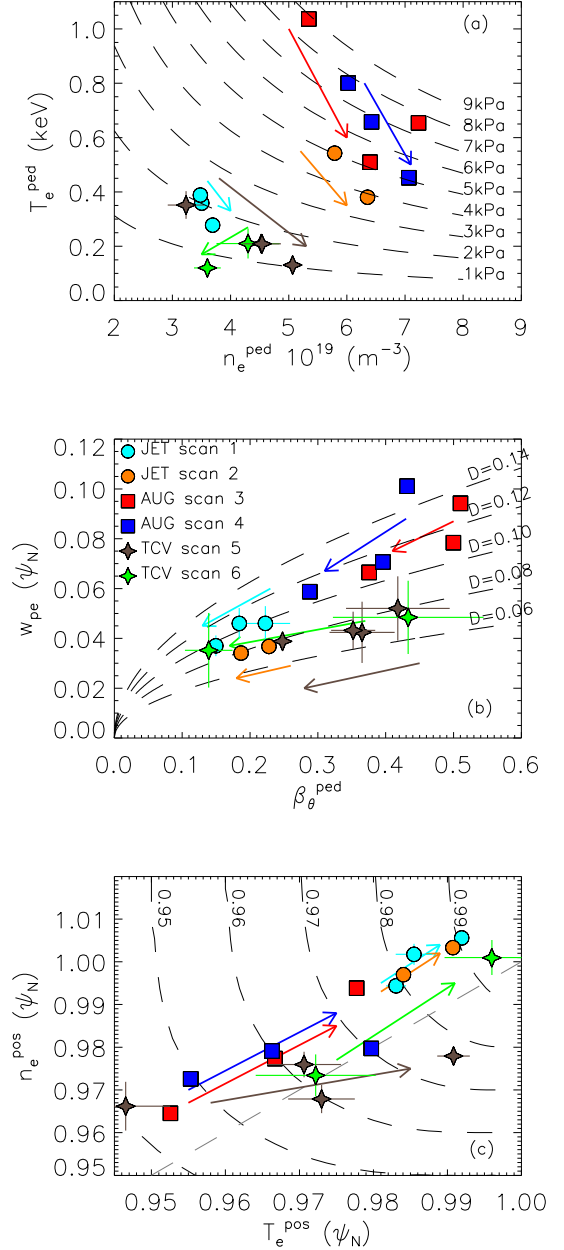 (a)
1.0
0.8
0.6
0.4
0.2
0.0
T_e^ped (keV)
9kPa
8kPa
7kPa
6kPa
5kPa
4kPa
3kPa
2kPa
1kPa
2 3 4 5 6 7 8 9
n_e^ped 10^19 (m^-3)
0.12
0.10
0.08
0.06
0.04
0.02
0.00
w_pe (ψ_N)
JET scan 1
JET scan 2
AUG scan 3
AUG scan 4
TCV scan 5
TCV scan 6
D=0.14
D=0.12
D=0.10
D=0.08
D=0.06
(b)
0.0 0.1 0.2 0.3 0.4 0.5 0.6
β_θ^ped
1.01
1.00
0.99
0.98
0.97
0.96
0.95
n_e^pos (ψ_N)
0.95 0.96 0.97 0.98 0.99
(c)
0.95 0.96 0.97 0.98 0.99 1.00
T_e^pos (ψ_N)